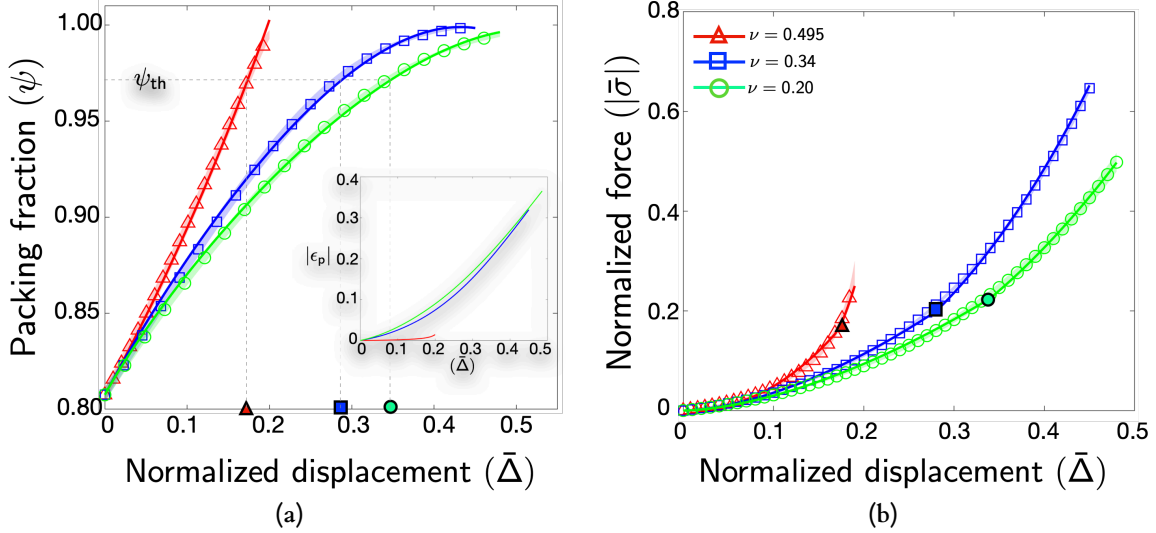 1.00
0.95
0.90
0.85
0.80
Packing fraction (ψ)
ψth
0.4
0.3
0.2
0.1
0
|ϵp|
0 0.1 0.2 0.3 0.4 0.5
(Δ̄)
0.0 0.1 0.2 0.3 0.4 0.5
Normalized displacement (Δ̄)
(a)
0.8
0.6
0.4
0.2
0
Normalized force (|σ̄|)
ν = 0.495
ν = 0.34
ν = 0.20
0 0.1 0.2 0.3 0.4 0.5
Normalized displacement (Δ̄)
(b)